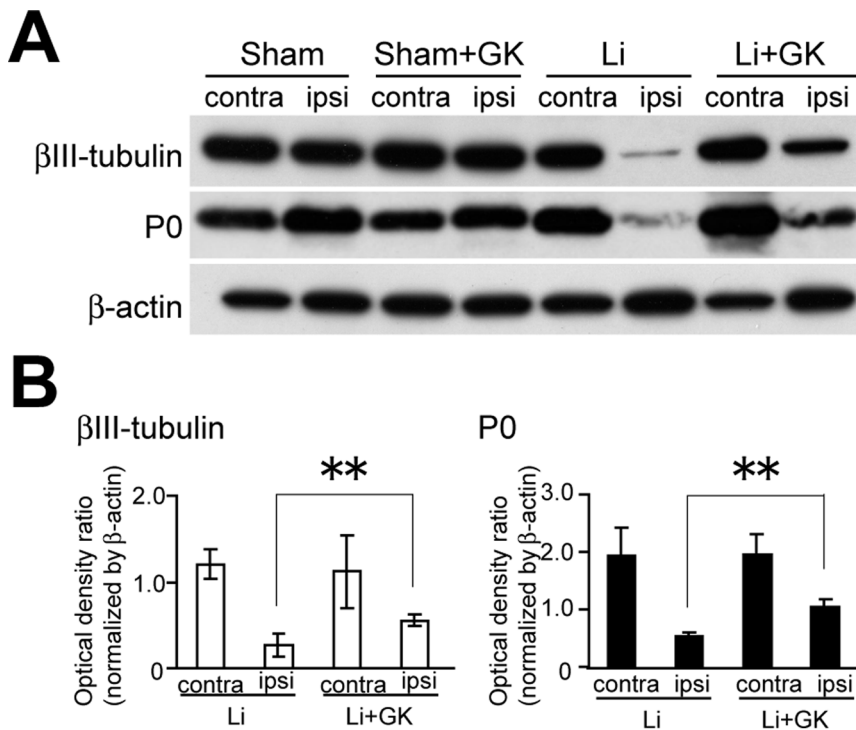 A
Sham Sham+GK Li Li+GK
contra ipsi contra ipsi contra ipsi contra ipsi
βIII-tubulin
P0
β-actin
B
βIII-tubulin
Optical density ratio
(normalized by β-actin)
2.0
1.0
0
**
contra ipsi contra ipsi
Li Li+GK
P0
Optical density ratio
(normalized by β-actin)
3.0
2.0
1.0
0
**
contra ipsi contra ipsi
Li Li+GK